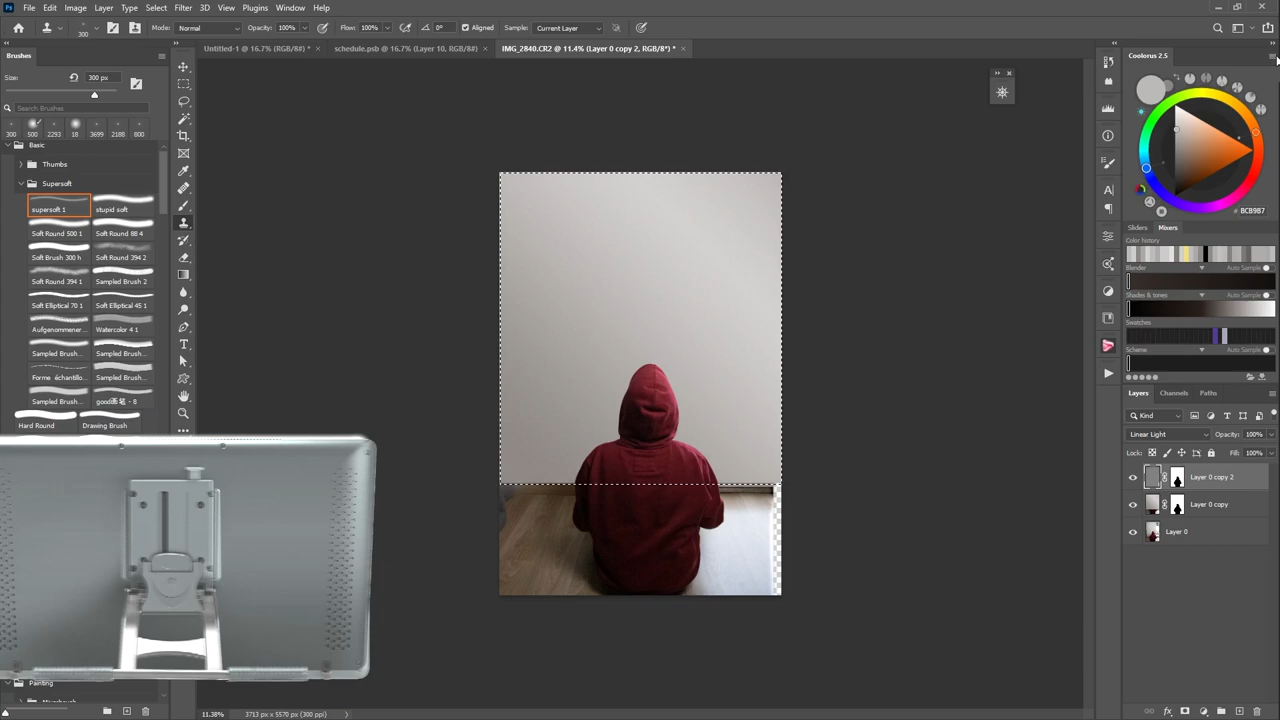 Ps File Edit Image Layer Type Select Filter 3D View Plugins Window Help
300 Mode: Normal Opacity: 100% Flow: 100% 0° Aligned Sample: Current Layer
Untitled-1 @ 16.7% (RGB/8#) * × schedule.psb @ 16.7% (Layer 10, RGB/8#) × IMG_2840.CR2 @ 11.4% (Layer 0 copy 2, RGB/8*) * ×
Brushes
Size: 300 px
Search Brushes
300 500 2293 18 3699 2188 800
Basic
Thumbs
Supersoft
supersoft 1 stupid soft
Soft Round 500 1 Soft Round 88 4
Soft Brush 300 h Soft Round 394 2
Soft Round 394 1 Sampled Brush 2
Soft Elliptical 70 1 Soft Elliptical 45 1
Aufgenommener ... Watercolor 4 1
Sampled Brush... Sampled Brush...
Forme échantillo... Sampled Brush...
Sampled Brush... good画笔 - 8
Hard Round Drawing Brush
Painting
11.38% 3713 px x 5570 px (300 ppi)
Coolorus 2.5
# BCB9B7
Sliders Mixers
Color history
Blender Auto Sample
Shades & tones Auto Sample
Swatches
Scheme Auto Sample
Layers Channels Paths
Kind
Linear Light Opacity: 100%
Lock: Fill: 100%
Layer 0 copy 2
Layer 0 copy
Layer 0